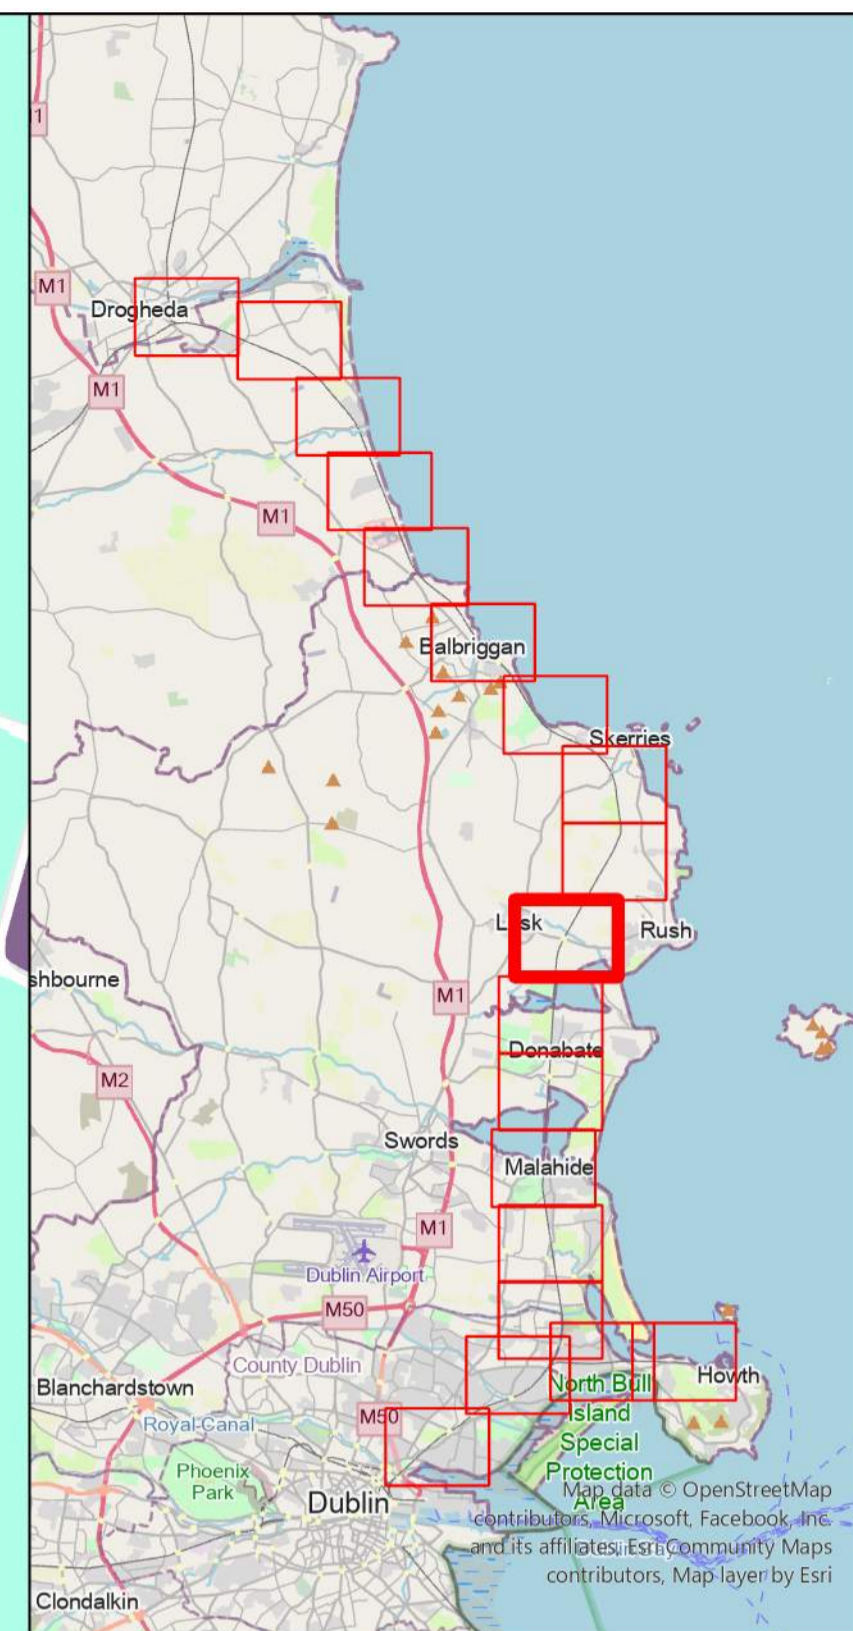 1
M1
Drogheda
M1
M1
Balbriggan
Skerries
Lusk
Rush
shbourne
M1
Donabate
M2
Swords
Malahide
M1
Dublin Airport
M50
County Dublin
Howth
Blanchardstown
North Bull
Island
Special
Protection
Area
M50
Royal Canal
Phoenix
Park
Dublin
Map data © OpenStreetMap
contributors, Microsoft, Facebook, Inc.
and its affiliates, Esri Community Maps
contributors, Map layer by Esri
Clondalkin